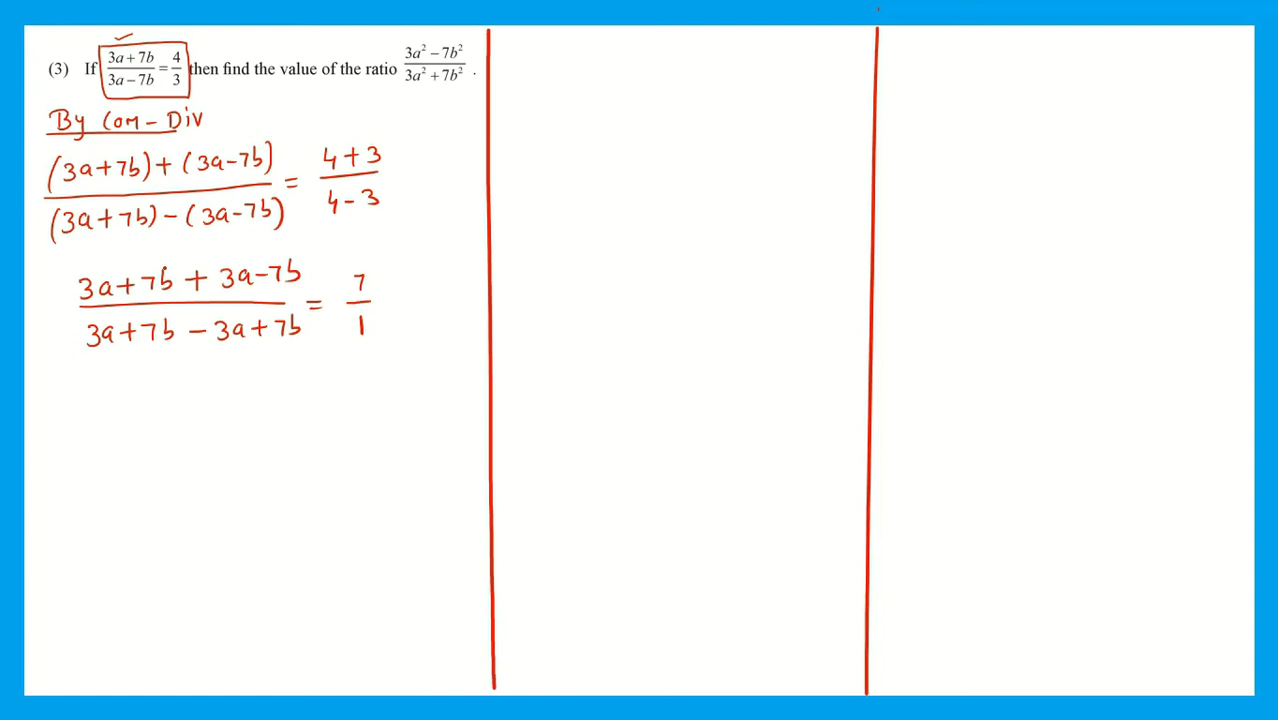 (3) If (3a + 7b)/(3a − 7b) = 4/3 then find the value of the ratio (3a² − 7b²)/(3a² + 7b²) .
By Com - Div
((3a+7b)+(3a-7b))/((3a+7b)-(3a-7b)) = (4+3)/(4-3)
(3a+7b+3a-7b)/(3a+7b-3a+7b) = 7/1